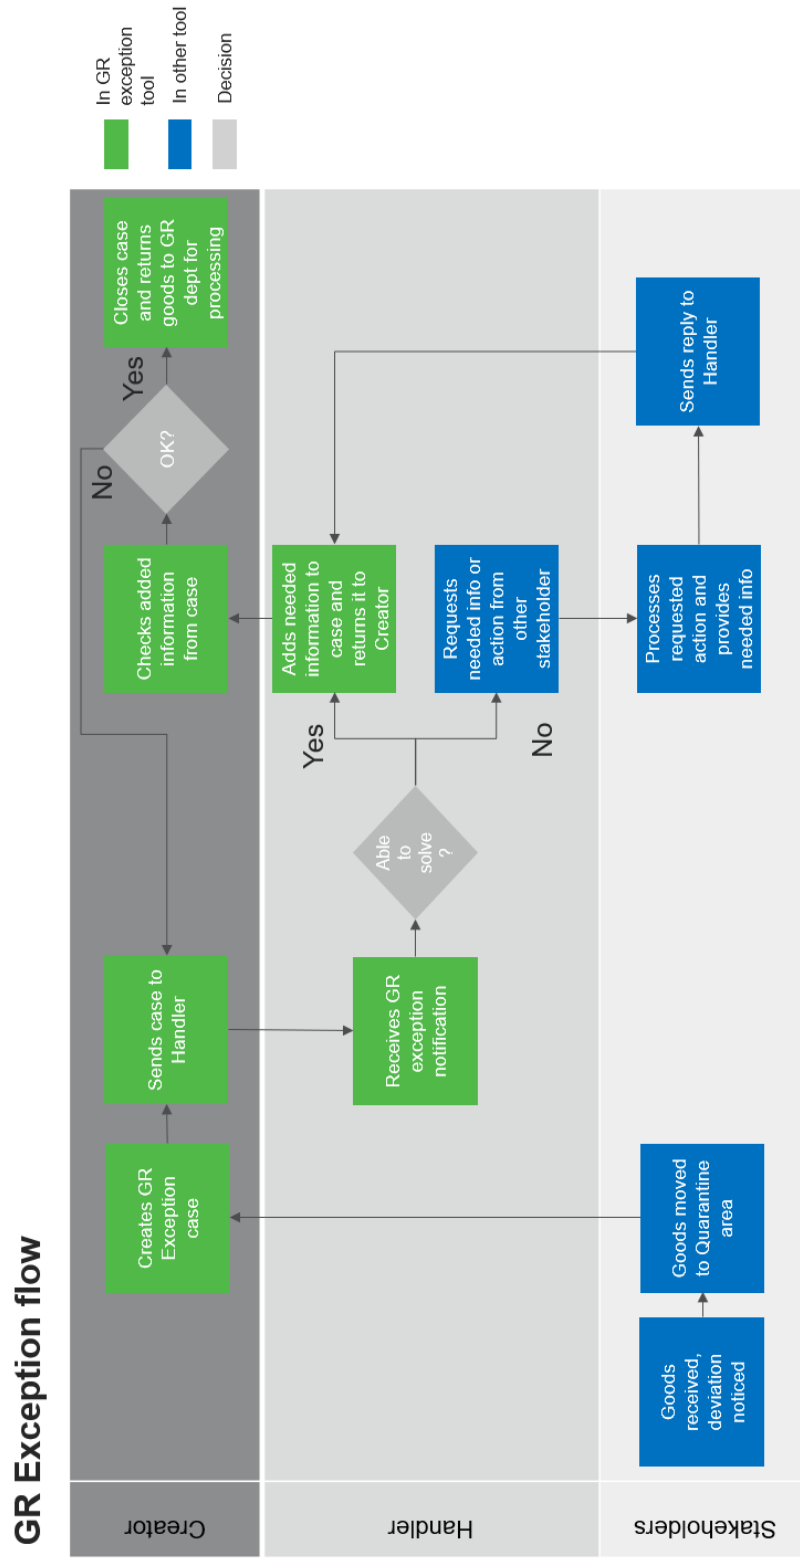 GR Exception flow
In GR
exception
tool
In other tool
Decision
Creator
Creates GR
Exception
case
Sends case to
Handler
Checks added
information
from case
OK?
No
Yes
Closes case
and returns
goods to GR
dept for
processing
Handler
Receives GR
exception
notification
Able
to
solve
?
Yes
No
Adds needed
information to
case and
returns it to
Creator
Requests
needed info or
action from
other
stakeholder
Stakeholders
Goods
received,
deviation
noticed
Goods moved
to Quarantine
area
Processes
requested
action and
provides
needed info
Sends reply to
Handler